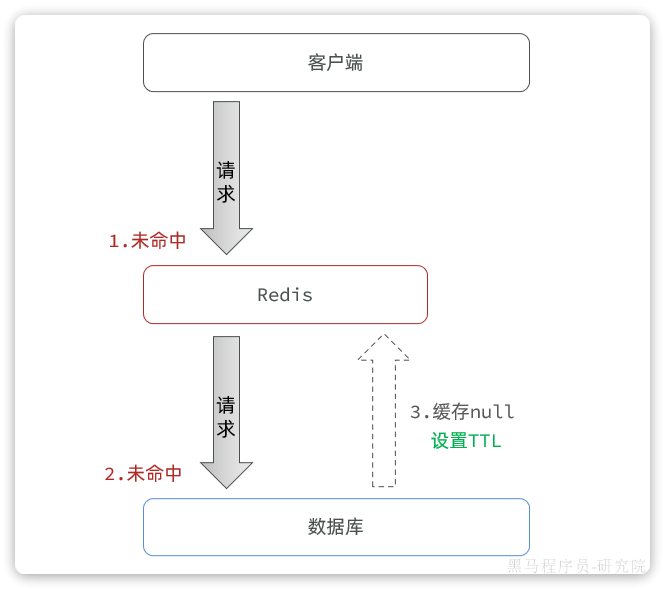 客户端
请
求
1.未命中
Redis
请
求
3.缓存null
设置TTL
2.未命中
数据库
黑马程序员-研究院